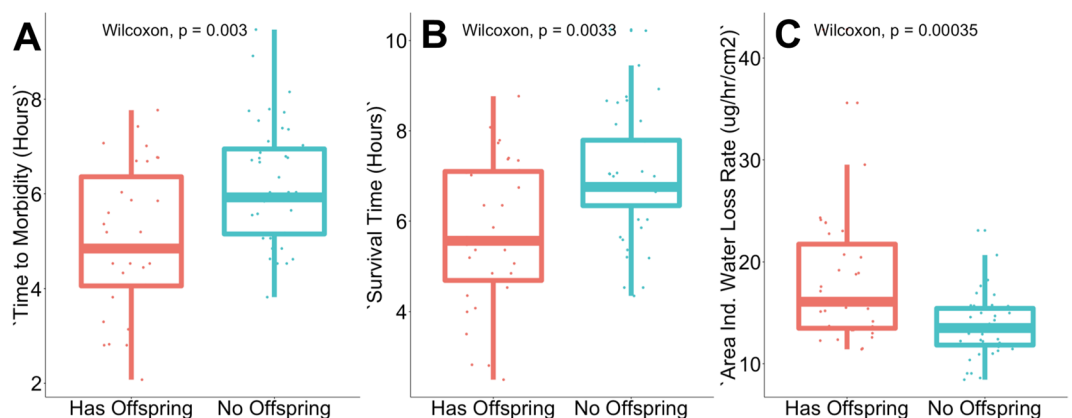 A
Wilcoxon, p = 0.003
`Time to Morbidity (Hours)`
8
6
4
2
Has Offspring
No Offspring
B
Wilcoxon, p = 0.0033
`Survival Time (Hours)`
10
8
6
4
Has Offspring
No Offspring
C
Wilcoxon, p = 0.00035
`Area Ind. Water Loss Rate (ug/hr/cm2)`
40
30
20
10
Has Offspring
No Offspring